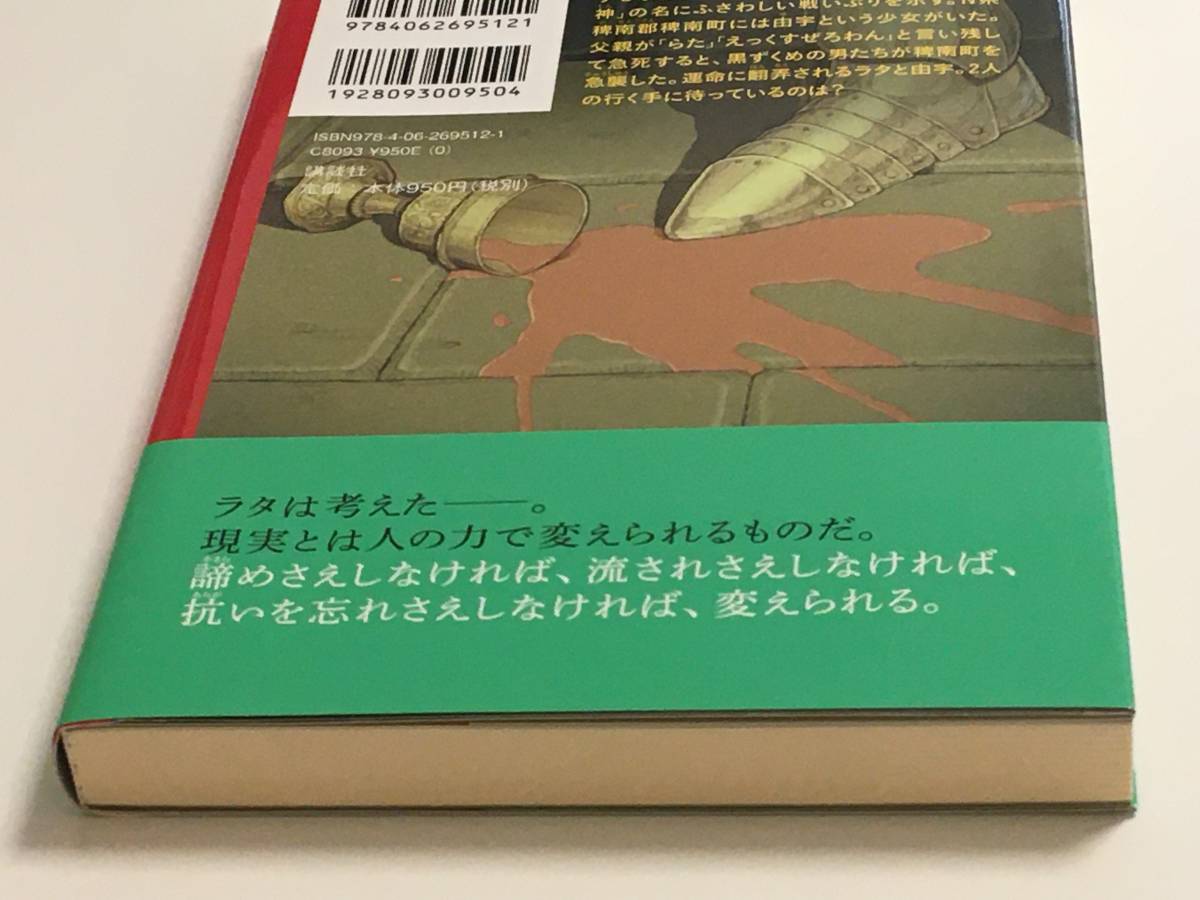 9784062695121
1928093009504
ISBN978-4-06-269512-1
C8093 ¥950E (0)
講談社
定価:本体950円(税別)
神」の名にふさわしい戦いぶりを示す。N県
稗南郡稗南町には由宇という少女がいた。
父親が「らた」「えっくすぜろわん」と言い残し
て急死すると、黒ずくめの男たちが稗南町を
急襲した。運命に翻弄されるラタと由宇。2人
の行く手に待っているのは?
ラタは考えた――。
現実とは人の力で変えられるものだ。
諦めさえしなければ、流されさえしなければ、
抗いを忘れさえしなければ、変えられる。